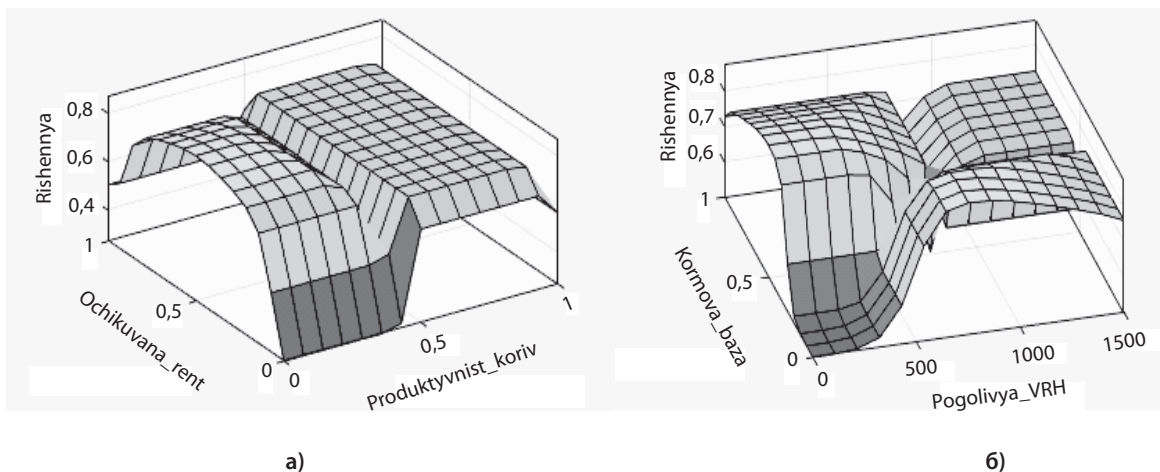 Rishennya
0,8
0,6
0,4
1
0,5
0
Ochikuvana_rent
0
0,5
1
Produktyvnist_koriv
а)
Rishennya
0,8
0,7
0,6
1
0,5
0
Kormova_baza
0
500
1000
1500
Pogolivya_VRH
б)